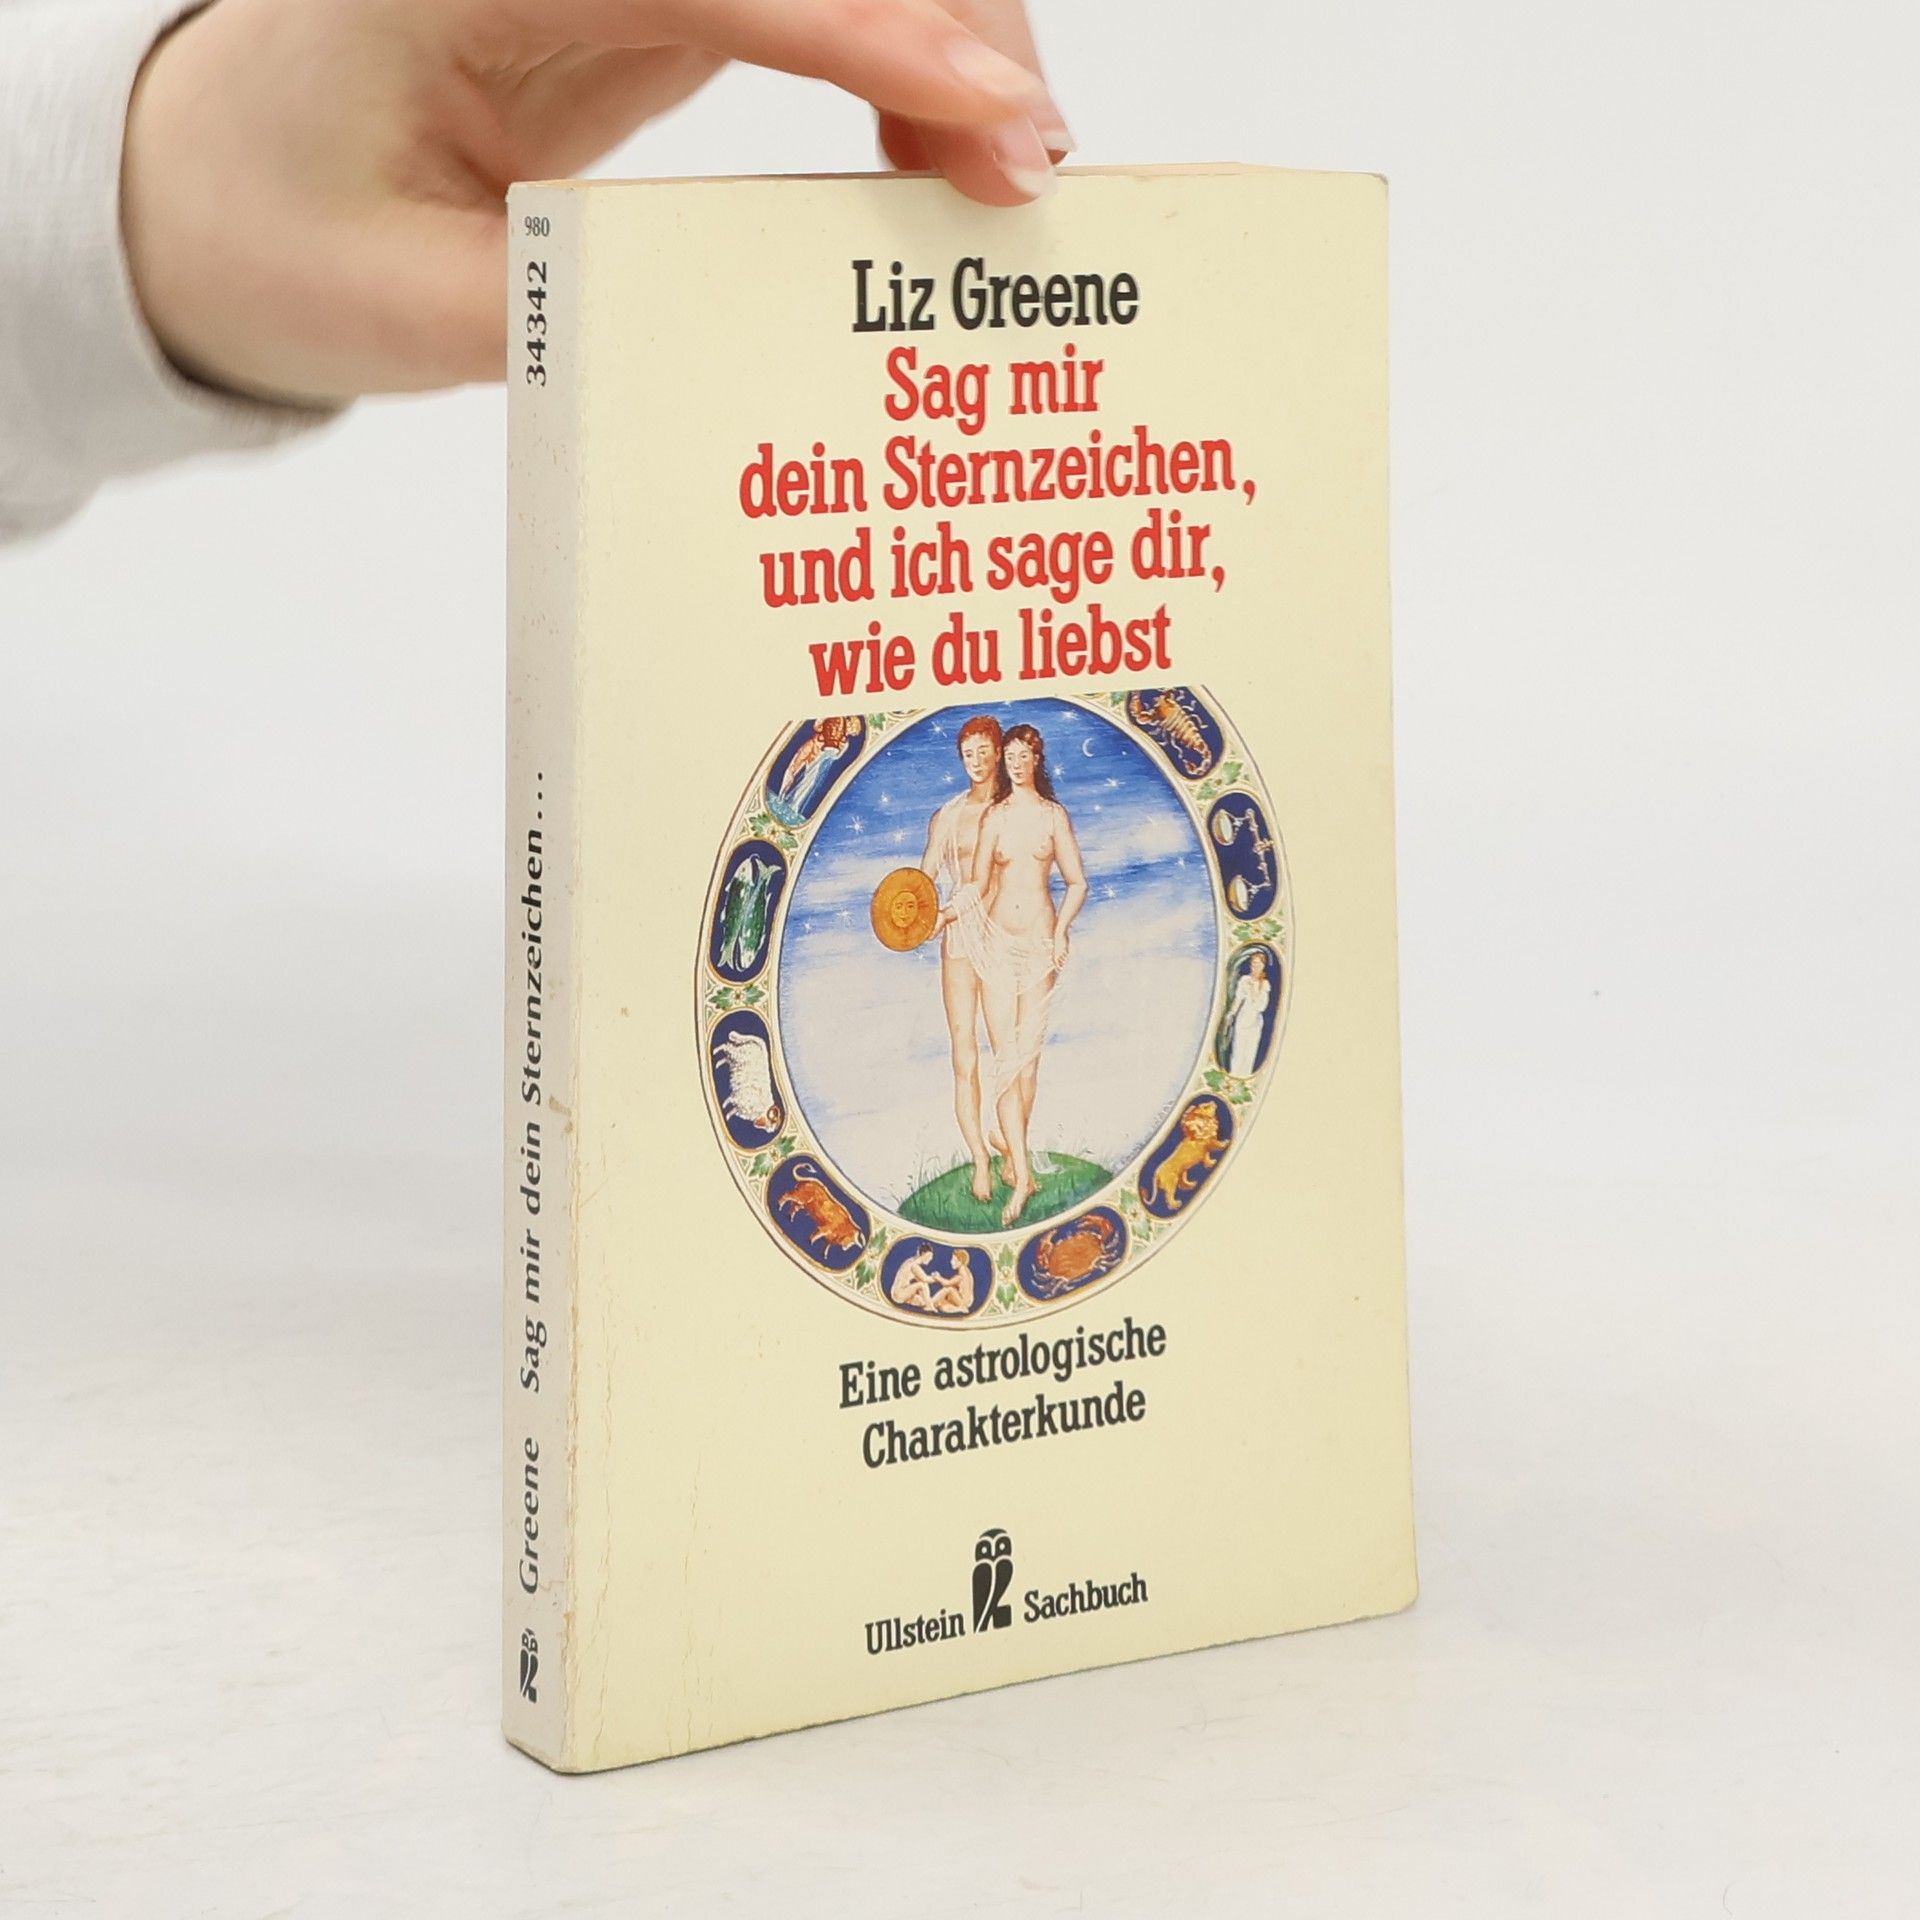 Liz Greene
Sag mir
dein Sternzeichen,
und ich sage dir,
wie du liebst
Eine astrologische
Charakterkunde
Ullstein Sachbuch
980
34342
Greene Sag mir dein Sternzeichen...